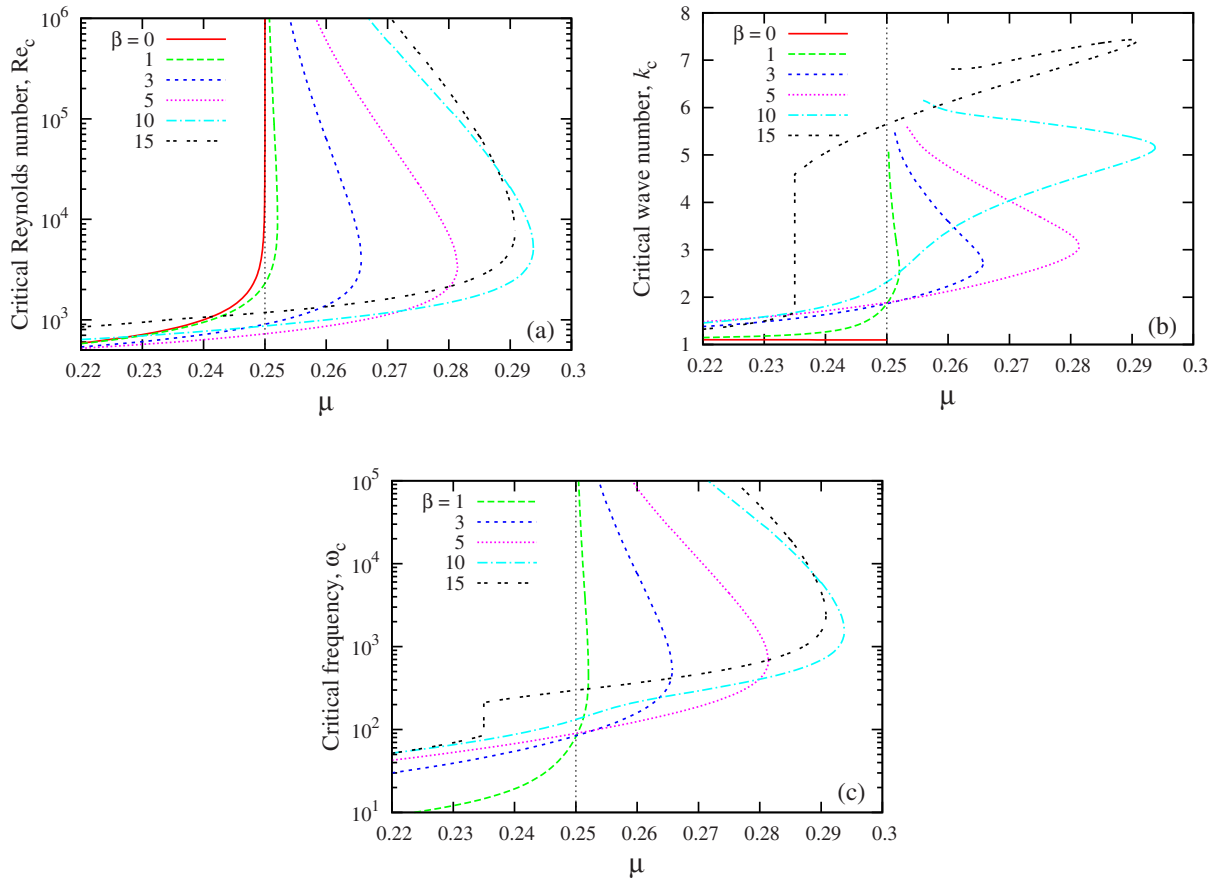 Critical Reynolds number, Re_c
10^6
10^5
10^4
10^3
β = 0
1
3
5
10
15
(a)
0.22 0.23 0.24 0.25 0.26 0.27 0.28 0.29 0.3
μ
Critical wave number, k_c
8
7
6
5
4
3
2
1
β = 0
1
3
5
10
15
(b)
0.22 0.23 0.24 0.25 0.26 0.27 0.28 0.29 0.3
μ
Critical frequency, ω_c
10^5
10^4
10^3
10^2
10^1
β = 1
3
5
10
15
(c)
0.22 0.23 0.24 0.25 0.26 0.27 0.28 0.29 0.3
μ